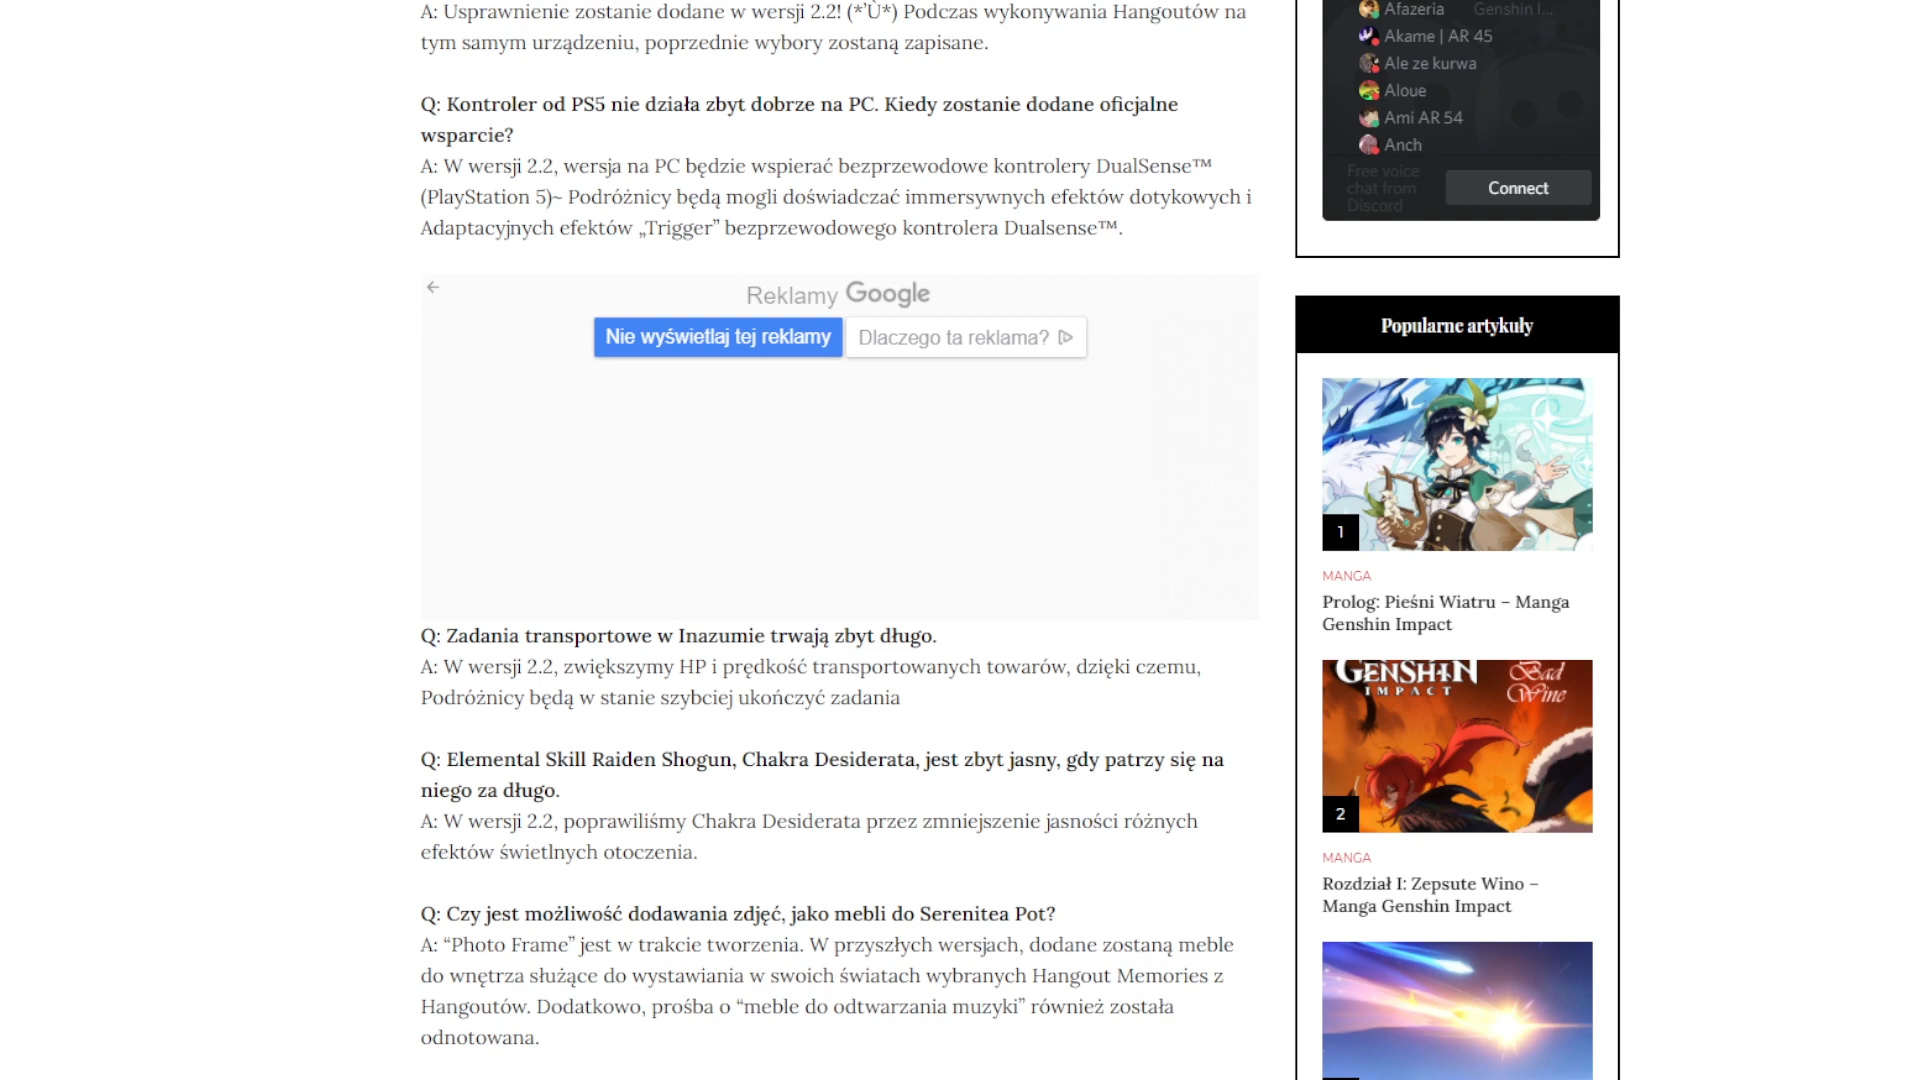 A: Usprawnienie zostanie dodane w wersji 2.2! (*'Ù*) Podczas wykonywania Hangoutów na
tym samym urządzeniu, poprzednie wybory zostaną zapisane.
Q: Kontroler od PS5 nie działa zbyt dobrze na PC. Kiedy zostanie dodane oficjalne
wsparcie?
A: W wersji 2.2, wersja na PC będzie wspierać bezprzewodowe kontrolery DualSense™
(PlayStation 5)~ Podróżnicy będą mogli doświadczać immersywnych efektów dotykowych i
Adaptacyjnych efektów „Trigger” bezprzewodowego kontrolera Dualsense™.
Reklamy Google
Nie wyświetlaj tej reklamy
Dlaczego ta reklama?
Q: Zadania transportowe w Inazumie trwają zbyt długo.
A: W wersji 2.2, zwiększymy HP i prędkość transportowanych towarów, dzięki czemu,
Podróżnicy będą w stanie szybciej ukończyć zadania
Q: Elemental Skill Raiden Shogun, Chakra Desiderata, jest zbyt jasny, gdy patrzy się na
niego za długo.
A: W wersji 2.2, poprawiliśmy Chakra Desiderata przez zmniejszenie jasności różnych
efektów świetlnych otoczenia.
Q: Czy jest możliwość dodawania zdjęć, jako mebli do Serenitea Pot?
A: “Photo Frame” jest w trakcie tworzenia. W przyszłych wersjach, dodane zostaną meble
do wnętrza służące do wystawiania w swoich światach wybranych Hangout Memories z
Hangoutów. Dodatkowo, prośba o “meble do odtwarzania muzyki” również została
odnotowana.
Afazeria Genshin I...
Akame | AR 45
Ale ze kurwa
Aloue
Ami AR 54
Anch
Free voice
chat from
Discord
Connect
Popularne artykuły
1
MANGA
Prolog: Pieśni Wiatru – Manga
Genshin Impact
GENSHIN
IMPACT
Bad
Wine
2
MANGA
Rozdział I: Zepsute Wino –
Manga Genshin Impact